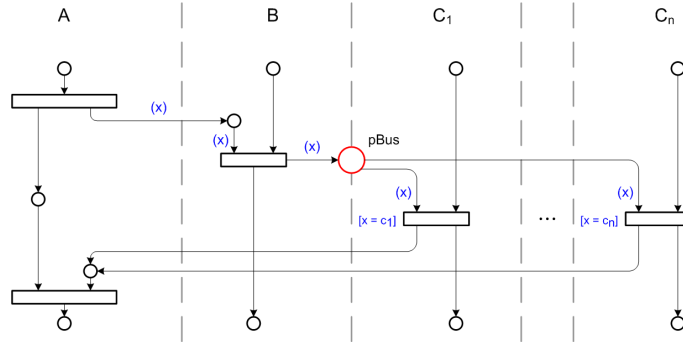 A B C₁ Cₙ
(x)
(x) (x) pBus
(x) (x)
[x = c₁] ... [x = cₙ]